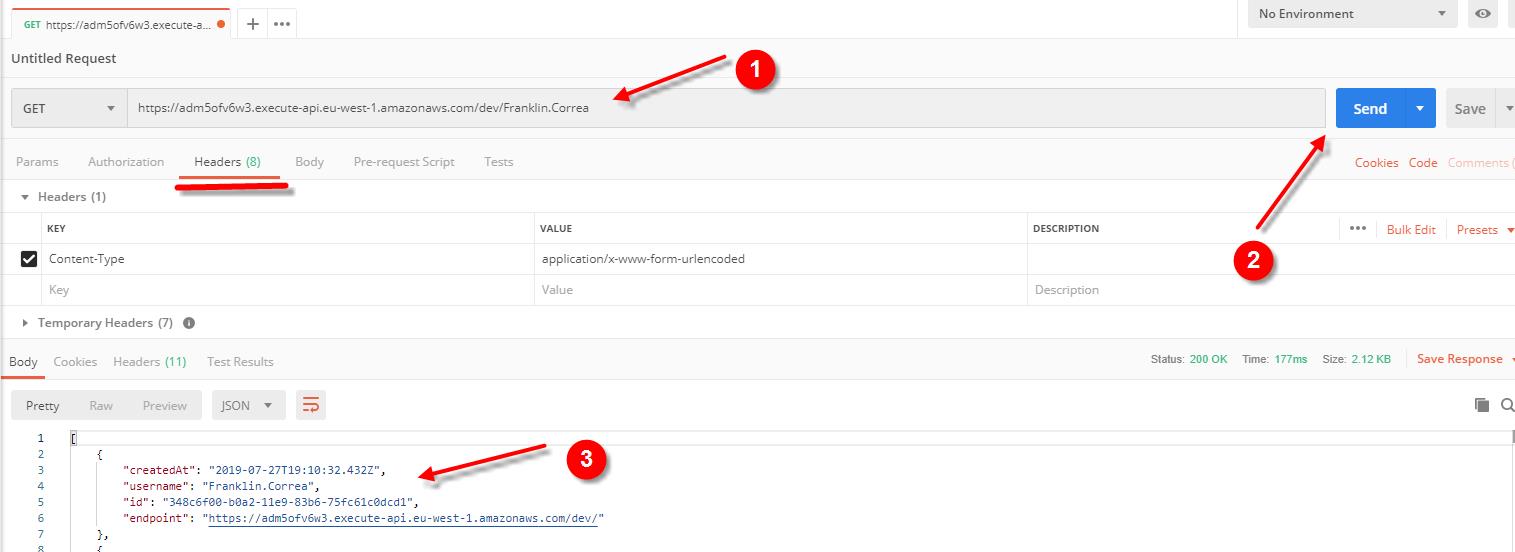 GET https://adm5ofv6w3.execute-a... + ••• No Environment
Untitled Request
1
GET https://adm5ofv6w3.execute-api.eu-west-1.amazonaws.com/dev/Franklin.Correa Send Save
Params Authorization Headers (8) Body Pre-request Script Tests Cookies Code Comments (
Headers (1)
KEY VALUE DESCRIPTION ••• Bulk Edit Presets
2
Content-Type application/x-www-form-urlencoded
Key Value Description
Temporary Headers (7)
Body Cookies Headers (11) Test Results Status: 200 OK Time: 177ms Size: 2.12 KB Save Response
Pretty Raw Preview JSON
1 [
2 {
3
3 "createdAt": "2019-07-27T19:10:32.432Z",
4 "username": "Franklin.Correa",
5 "id": "348c6f00-b0a2-11e9-83b6-75fc61c0dcd1",
6 "endpoint": "https://adm5ofv6w3.execute-api.eu-west-1.amazonaws.com/dev/"
7 },
8 {